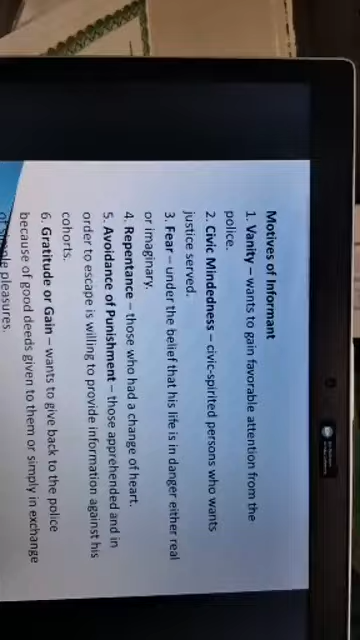 Motives of Informant
1. Vanity – wants to gain favorable attention from the
police.
2. Civic Mindedness – civic-spirited persons who wants
justice served.
3. Fear – under the belief that his life is in danger either real
or imaginary.
4. Repentance – those who had a change of heart.
5. Avoidance of Punishment – those apprehended and in
order to escape is willing to provide information against his
cohorts.
6. Gratitude or Gain – wants to give back to the police
because of good deeds given to them or simply in exchange
of simple pleasures.